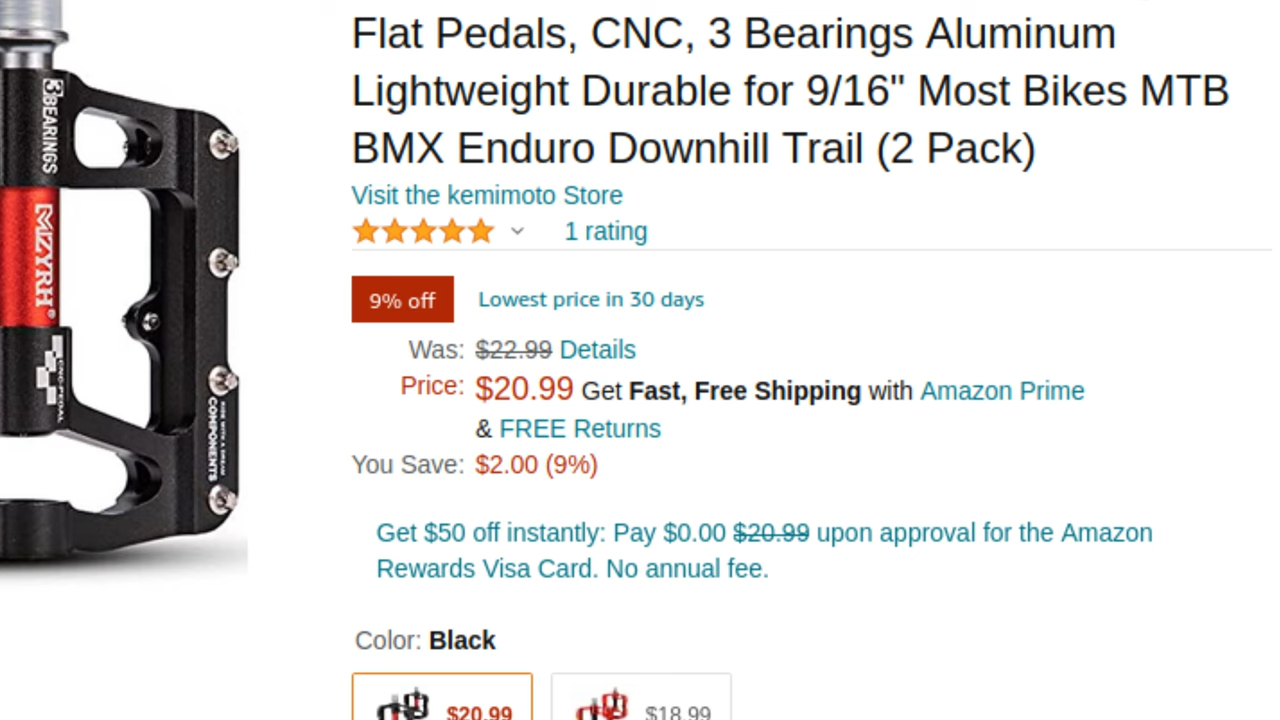 Flat Pedals, CNC, 3 Bearings Aluminum
Lightweight Durable for 9/16" Most Bikes MTB
BMX Enduro Downhill Trail (2 Pack)
Visit the kemimoto Store
1 rating
9% off Lowest price in 30 days
Was: $22.99 Details
Price: $20.99 Get Fast, Free Shipping with Amazon Prime
& FREE Returns
You Save: $2.00 (9%)
Get $50 off instantly: Pay $0.00 $20.99 upon approval for the Amazon
Rewards Visa Card. No annual fee.
Color: Black
$20.99 $18.99
3BEARINGS
MZYRH®
CNC-PEDAL
RIDE WITH A DREAM
COMPONENTS